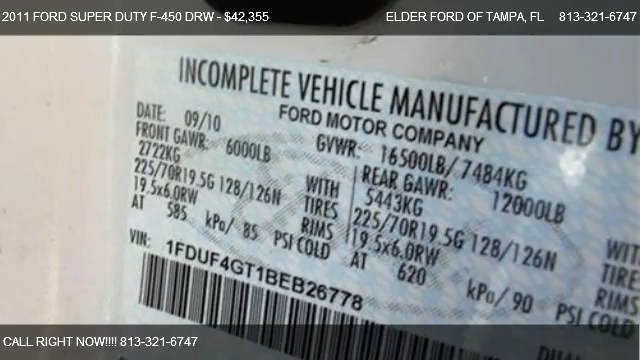 2011 FORD SUPER DUTY F-450 DRW - $42,355 ELDER FORD OF TAMPA, FL 813-321-6747
INCOMPLETE VEHICLE MANUFACTURED BY
FORD MOTOR COMPANY
DATE: 09/10 GVWR: 16500LB/ 7484KG
FRONT GAWR: 6000LB REAR GAWR: 12000LB
2722KG WITH 5443KG WITH
225/70R19.5G 128/126N TIRES 225/70R19.5G 128/126N TIRES
19.5x6.0RW RIMS 19.5x6.0RW RIMS
AT 585 kPa/ 85 PSI COLD AT 620 kPa/ 90 PSI COLD
VIN: 1FDUF4GT1BEB26778
CALL RIGHT NOW!!!! 813-321-6747